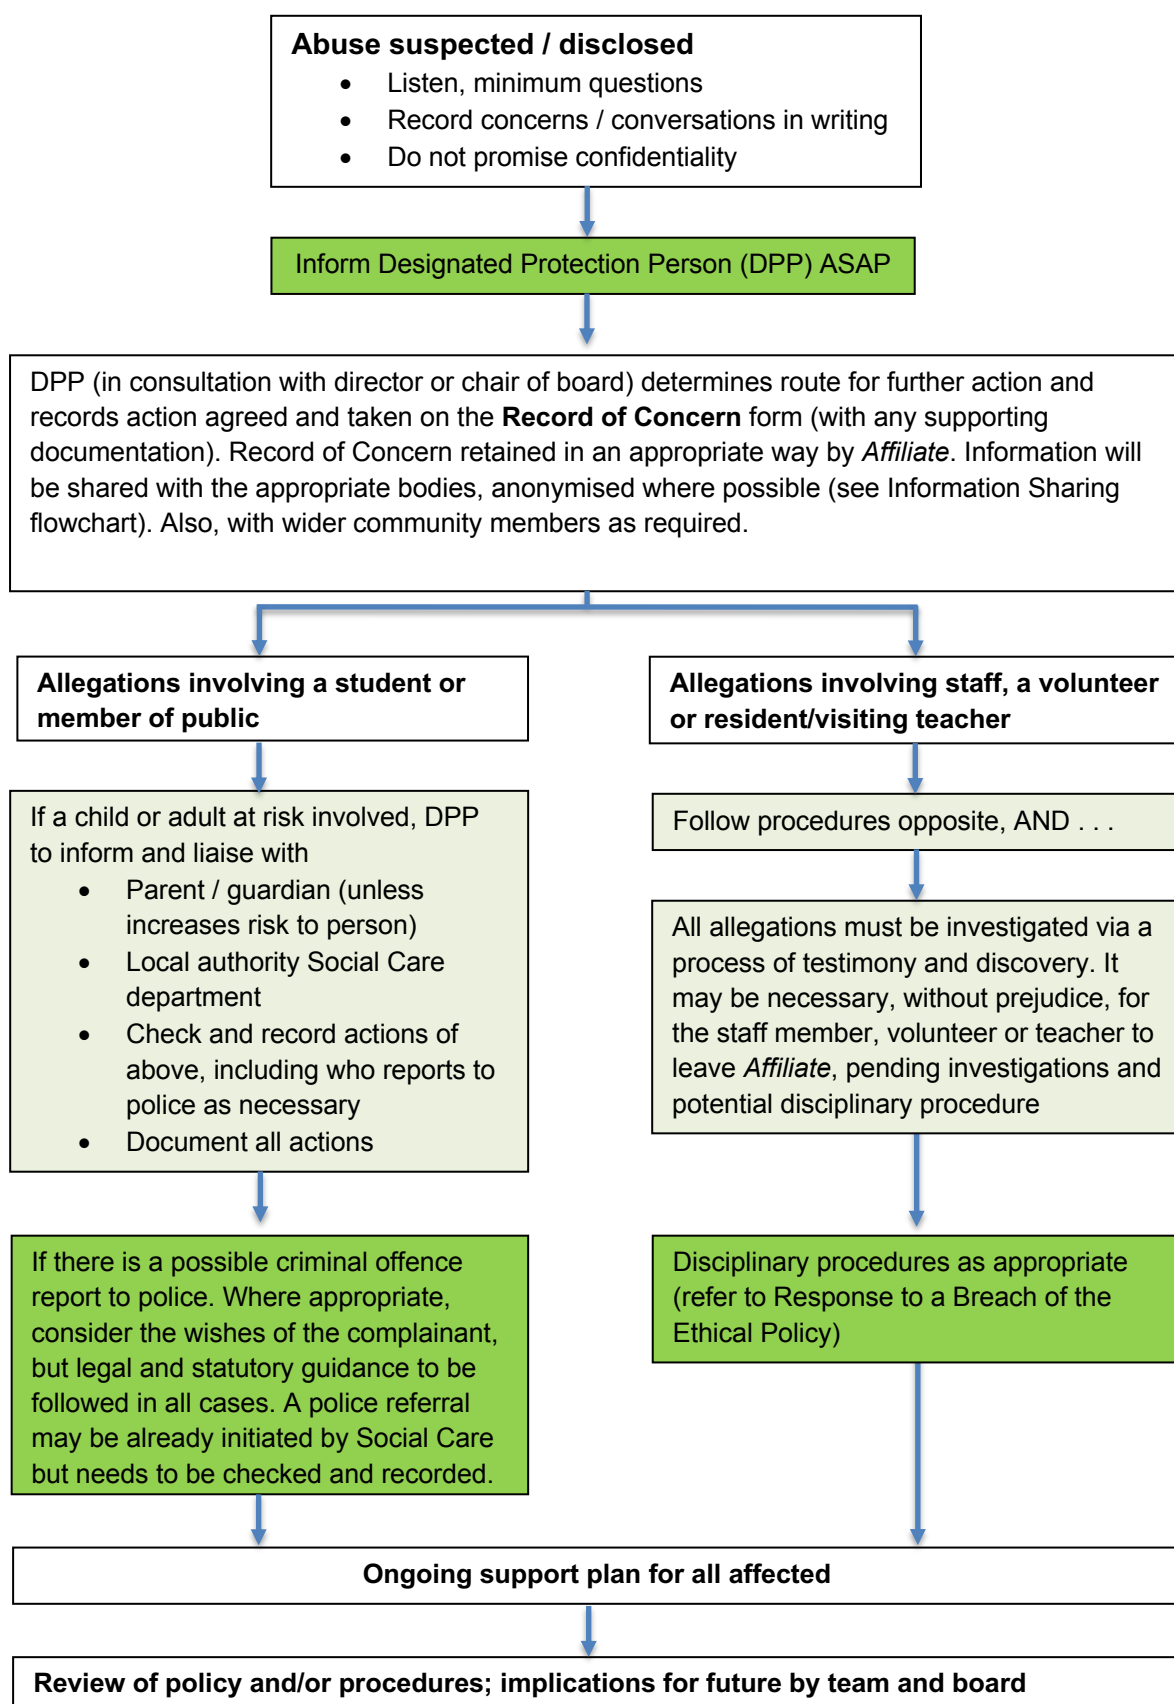 Abuse suspected / disclosed
• Listen, minimum questions
• Record concerns / conversations in writing
• Do not promise confidentiality
Inform Designated Protection Person (DPP) ASAP
DPP (in consultation with director or chair of board) determines route for further action and
records action agreed and taken on the Record of Concern form (with any supporting
documentation). Record of Concern retained in an appropriate way by Affiliate. Information will
be shared with the appropriate bodies, anonymised where possible (see Information Sharing
flowchart). Also, with wider community members as required.
Allegations involving a student or
member of public
If a child or adult at risk involved, DPP
to inform and liaise with
• Parent / guardian (unless
increases risk to person)
• Local authority Social Care
department
• Check and record actions of
above, including who reports to
police as necessary
• Document all actions
If there is a possible criminal offence
report to police. Where appropriate,
consider the wishes of the complainant,
but legal and statutory guidance to be
followed in all cases. A police referral
may be already initiated by Social Care
but needs to be checked and recorded.
Allegations involving staff, a volunteer
or resident/visiting teacher
Follow procedures opposite, AND . . .
All allegations must be investigated via a
process of testimony and discovery. It
may be necessary, without prejudice, for
the staff member, volunteer or teacher to
leave Affiliate, pending investigations and
potential disciplinary procedure
Disciplinary procedures as appropriate
(refer to Response to a Breach of the
Ethical Policy)
Ongoing support plan for all affected
Review of policy and/or procedures; implications for future by team and board